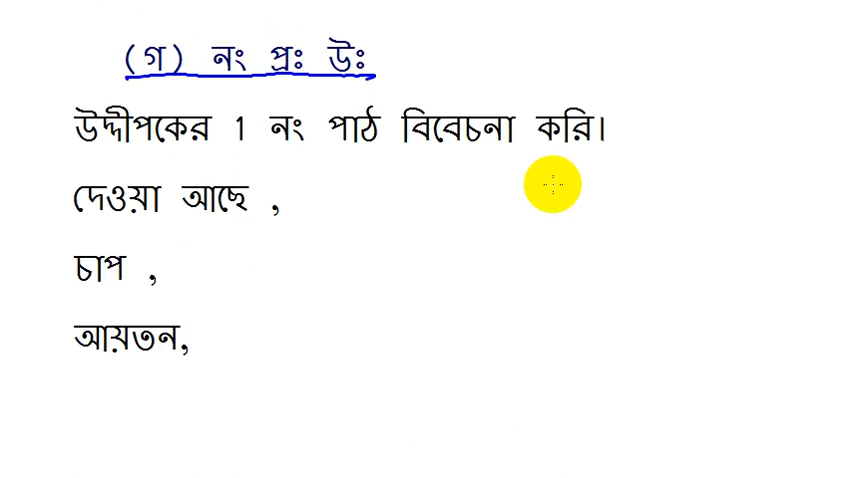 (গ) নং প্রঃ উঃ
উদ্দীপকের 1 নং পাঠ বিবেচনা করি।
দেওয়া আছে ,
চাপ ,
আয়তন,